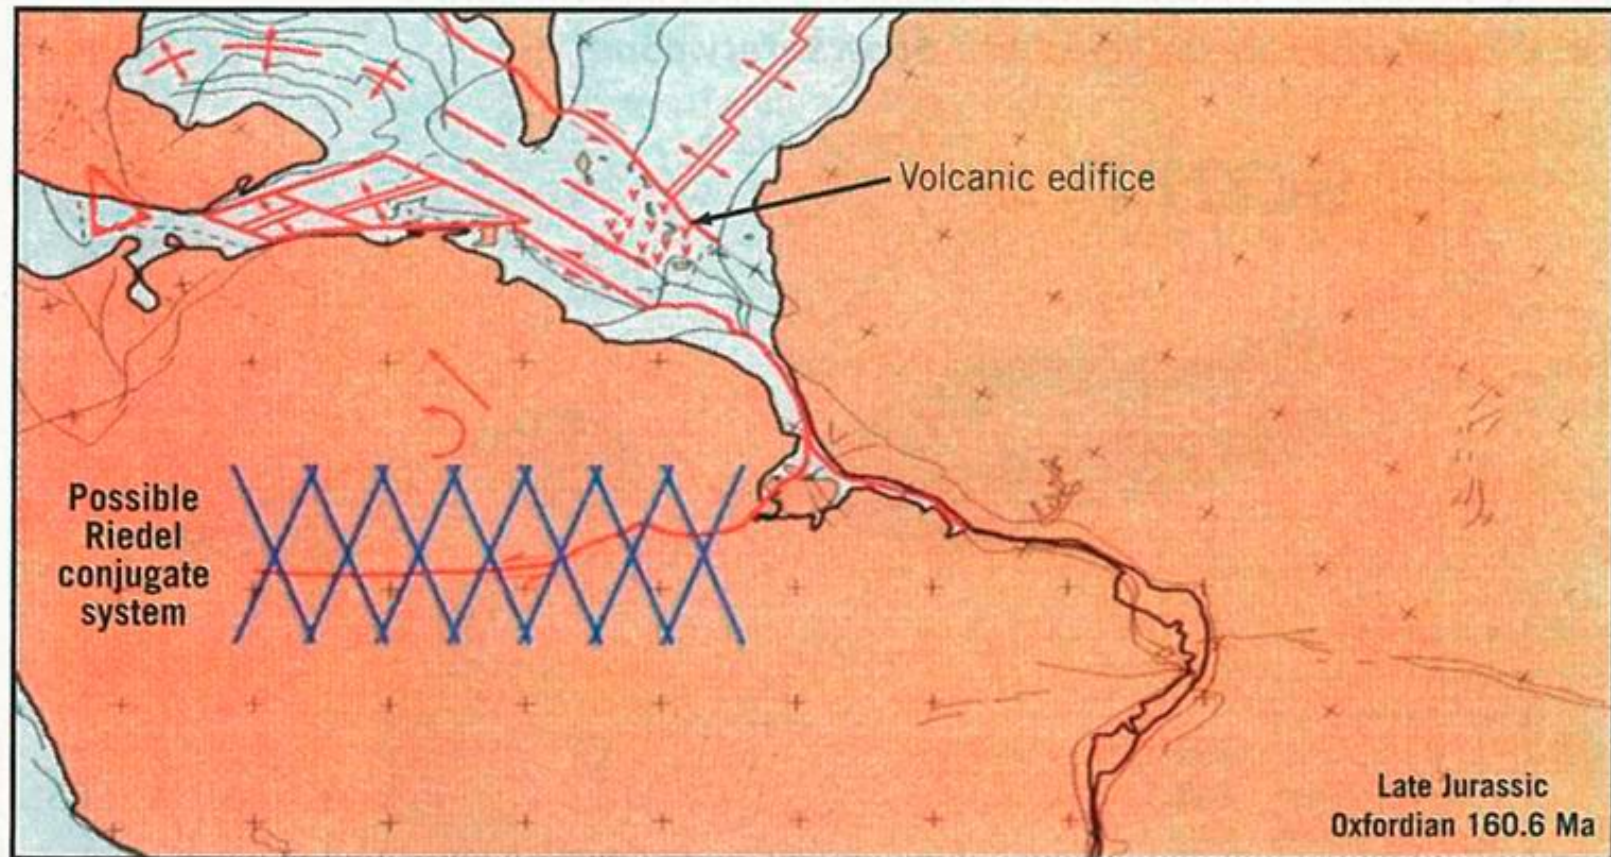 Volcanic edifice
Possible
Riedel
conjugate
system
Late Jurassic
Oxfordian 160.6 Ma